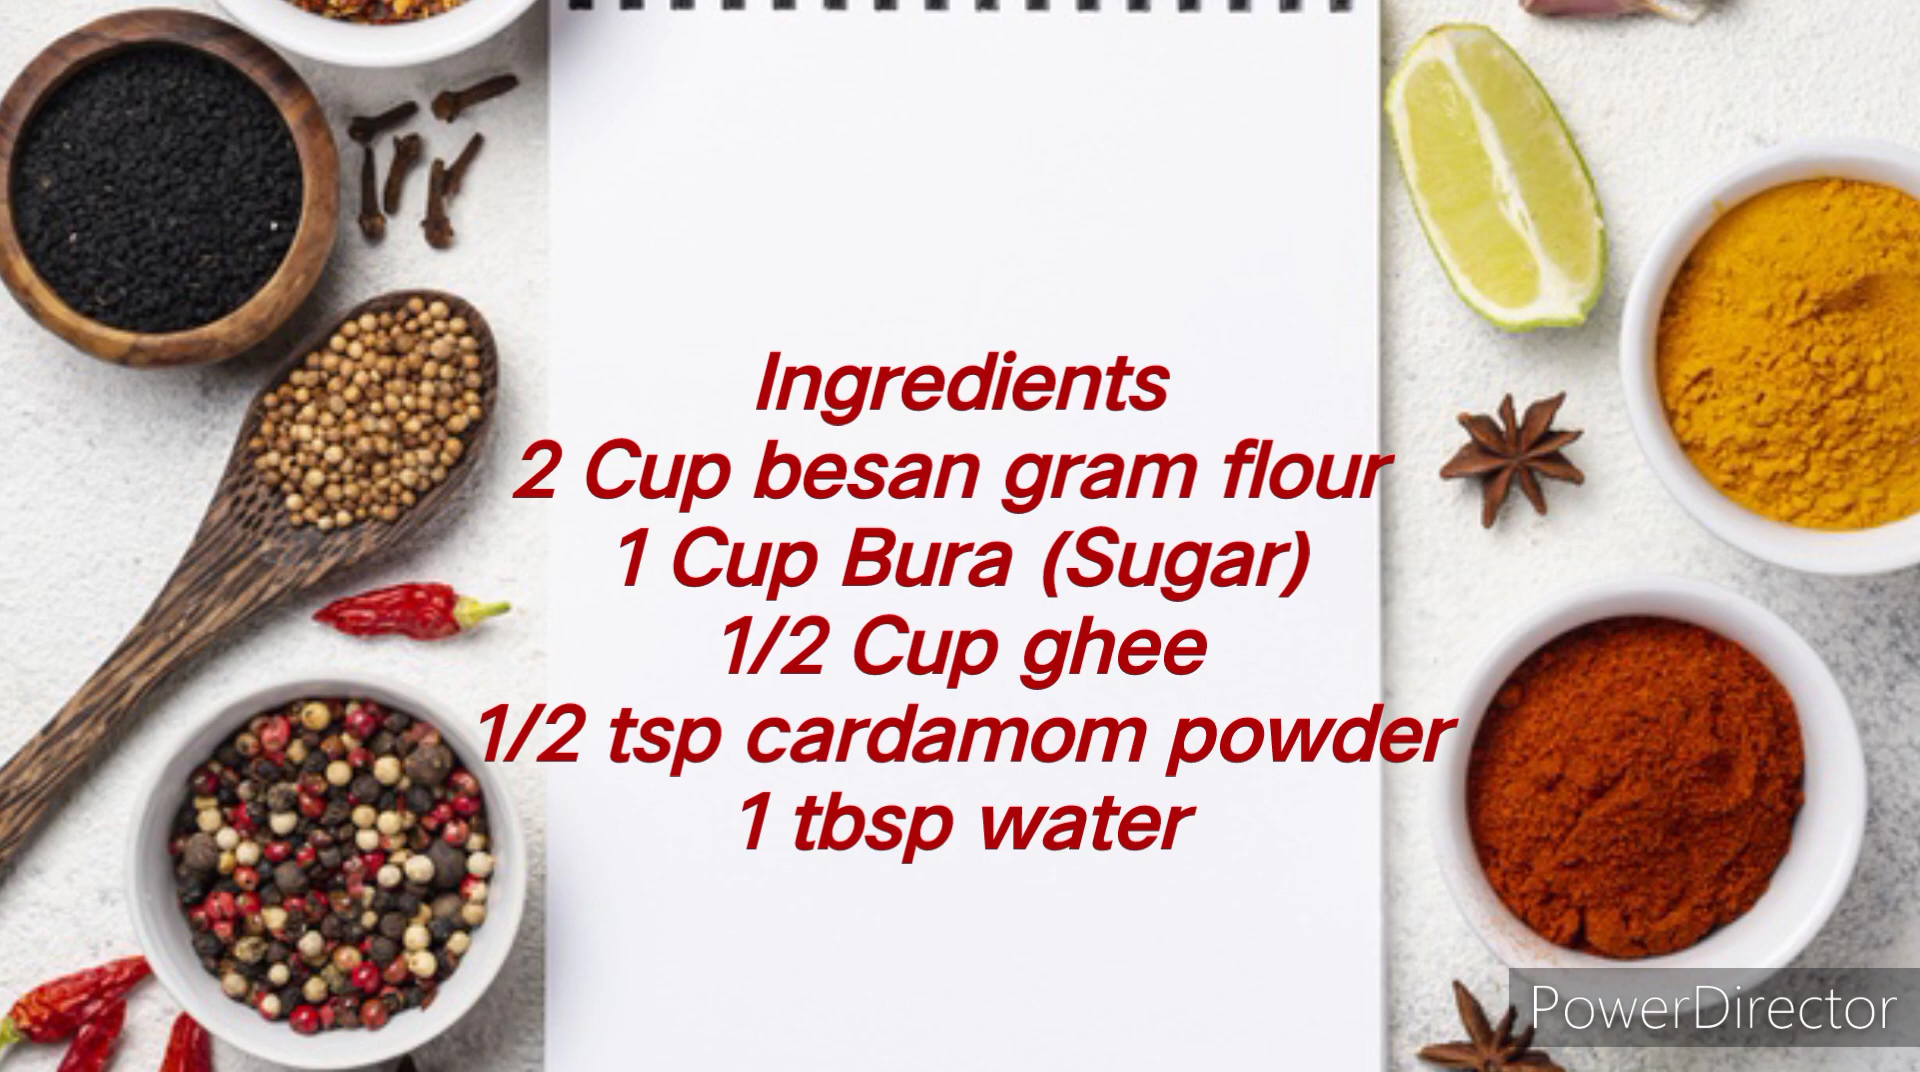 Ingredients
2 Cup besan gram flour
1 Cup Bura (Sugar)
1/2 Cup ghee
1/2 tsp cardamom powder
1 tbsp water
PowerDirector